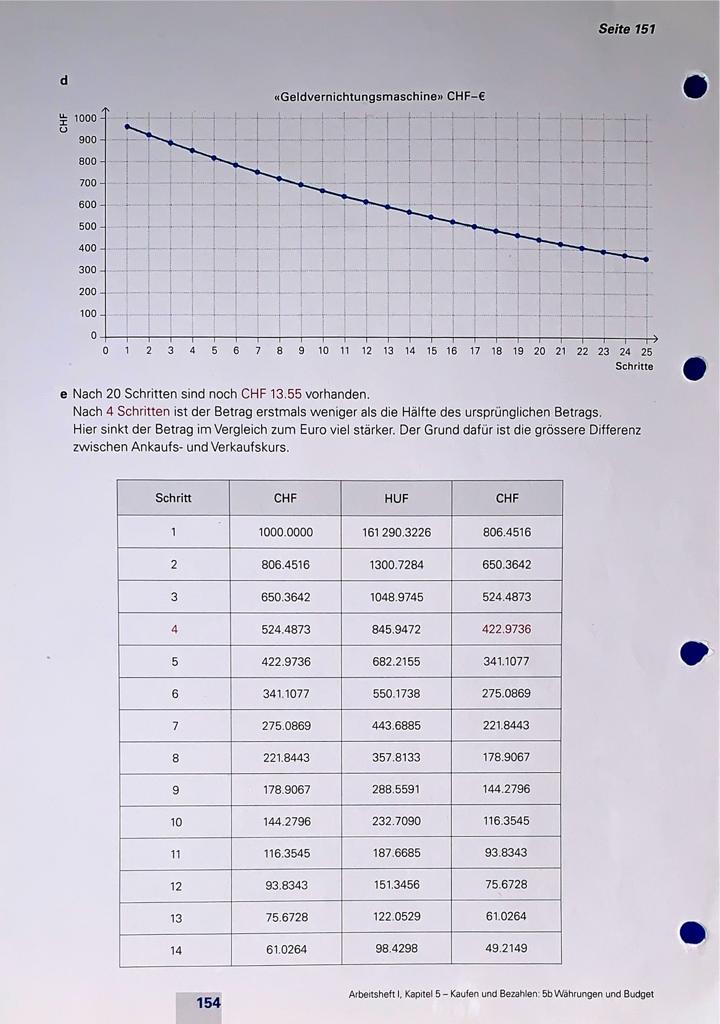 Seite 151
d
«Geldvernichtungsmaschine» CHF–€
CHF
1000
900
800
700
600
500
400
300
200
100
0
0 1 2 3 4 5 6 7 8 9 10 11 12 13 14 15 16 17 18 19 20 21 22 23 24 25
Schritte
e Nach 20 Schritten sind noch CHF 13.55 vorhanden.
Nach 4 Schritten ist der Betrag erstmals weniger als die Hälfte des ursprünglichen Betrags.
Hier sinkt der Betrag im Vergleich zum Euro viel stärker. Der Grund dafür ist die grössere Differenz
zwischen Ankaufs- und Verkaufskurs.
Schritt CHF HUF CHF
1 1000.0000 161 290.3226 806.4516
2 806.4516 1300.7284 650.3642
3 650.3642 1048.9745 524.4873
4 524.4873 845.9472 422.9736
5 422.9736 682.2155 341.1077
6 341.1077 550.1738 275.0869
7 275.0869 443.6885 221.8443
8 221.8443 357.8133 178.9067
9 178.9067 288.5591 144.2796
10 144.2796 232.7090 116.3545
11 116.3545 187.6685 93.8343
12 93.8343 151.3456 75.6728
13 75.6728 122.0529 61.0264
14 61.0264 98.4298 49.2149
154
Arbeitsheft I, Kapitel 5 – Kaufen und Bezahlen: 5b Währungen und Budget